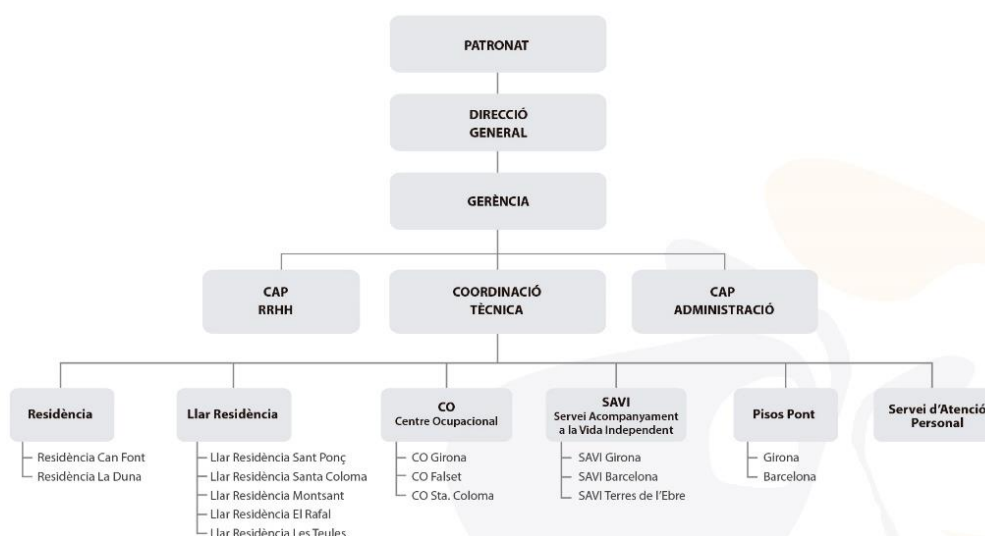 PATRONAT
DIRECCIÓ
GENERAL
GERÈNCIA
CAP
RRHH
COORDINACIÓ
TÈCNICA
CAP
ADMINISTRACIÓ
Residència
Residència Can Font
Residència La Duna
Llar Residència
Llar Residència Sant Ponç
Llar Residència Santa Coloma
Llar Residència Montsant
Llar Residència El Rafal
Llar Residència Les Teules
CO
Centre Ocupacional
CO Girona
CO Falset
CO Sta. Coloma
SAVI
Servei Acompanyament
a la Vida Independent
SAVI Girona
SAVI Barcelona
SAVI Terres de l'Ebre
Pisos Pont
Girona
Barcelona
Servei d'Atenció
Personal